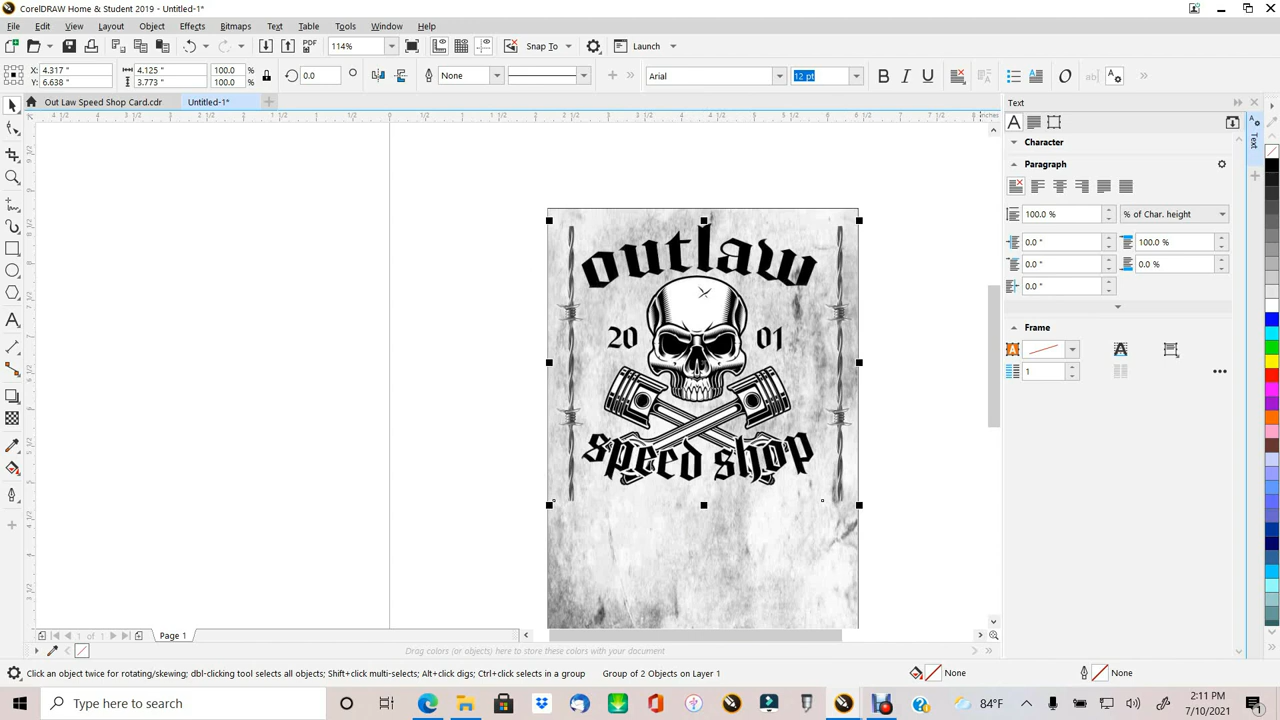 CorelDRAW Home & Student 2019 - Untitled-1*
File Edit View Layout Object Effects Bitmaps Text Table Tools Window Help
PDF 114% Snap To Launch
X: 4.317 " 4.125 " 100.0 %
Y: 6.638 " 3.773 " 100.0 %
0.0 ° None Arial 12 pt
Out Law Speed Shop Card.cdr Untitled-1*
inches
Text
Character
Paragraph
100.0 % % of Char. height
0.0 " 100.0 %
0.0 " 0.0 %
0.0 "
Frame
1
outlaw
20 01
speed shop
1 of 1 Page 1
Drag colors (or objects) here to store these colors with your document
Click an object twice for rotating/skewing; dbl-clicking tool selects all objects; Shift+click multi-selects; Alt+click digs; Ctrl+click selects in a group Group of 2 Objects on Layer 1 None None
Type here to search
84°F
2:11 PM
7/10/2021